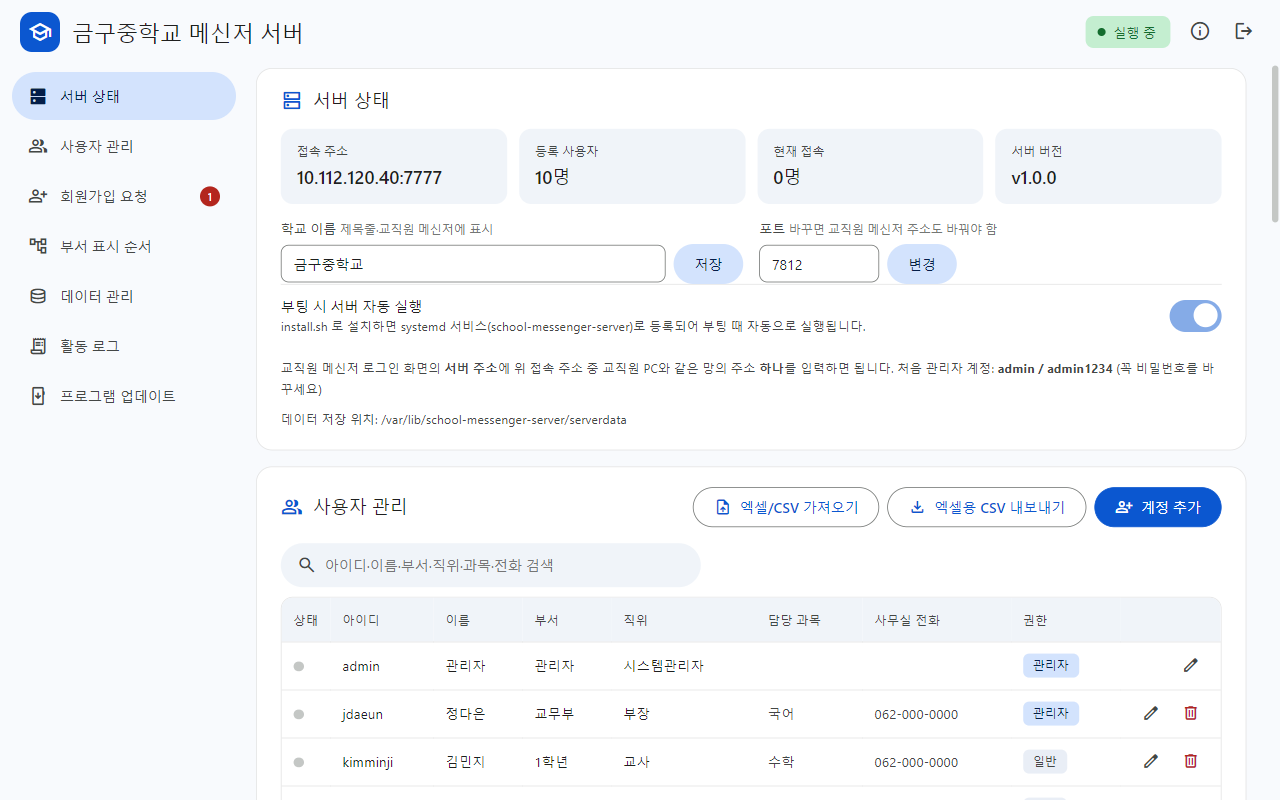 금구중학교 메신저 서버
실행 중
서버 상태
사용자 관리
회원가입 요청 1
부서 표시 순서
데이터 관리
활동 로그
프로그램 업데이트
서버 상태
접속 주소
10.112.120.40:7777
등록 사용자
10명
현재 접속
0명
서버 버전
v1.0.0
학교 이름 제목줄·교직원 메신저에 표시
금구중학교
저장
포트 바꾸면 교직원 메신저 주소도 바꿔야 함
7812
변경
부팅 시 서버 자동 실행
install.sh 로 설치하면 systemd 서비스(school-messenger-server)로 등록되어 부팅 때 자동으로 실행됩니다.
교직원 메신저 로그인 화면의 서버 주소에 위 접속 주소 중 교직원 PC와 같은 망의 주소 하나를 입력하면 됩니다. 처음 관리자 계정: admin / admin1234 (꼭 비밀번호를 바
꾸세요)
데이터 저장 위치: /var/lib/school-messenger-server/serverdata
사용자 관리
엑셀/CSV 가져오기
엑셀용 CSV 내보내기
계정 추가
아이디·이름·부서·직위·과목·전화 검색
상태 아이디 이름 부서 직위 담당 과목 사무실 전화 권한
admin 관리자 관리자 시스템관리자 관리자
jdaeun 정다은 교무부 부장 국어 062-000-0000 관리자
kimminji 김민지 1학년 교사 수학 062-000-0000 일반